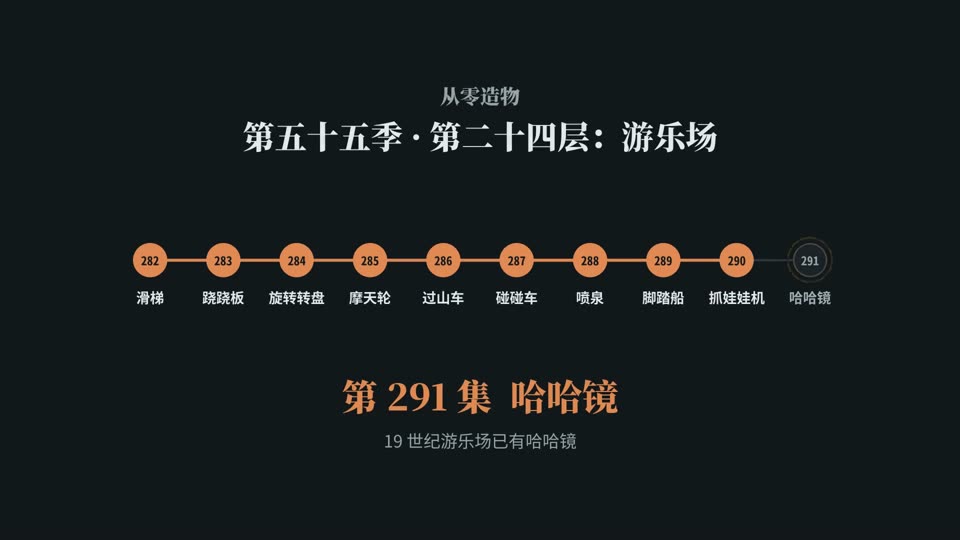 从零造物
第五十五季 · 第二十四层：游乐场
282 283 284 285 286 287 288 289 290 291
滑梯 跷跷板 旋转转盘 摩天轮 过山车 碰碰车 喷泉 脚踏船 抓娃娃机 哈哈镜
第 291 集 哈哈镜
19 世纪游乐场已有哈哈镜